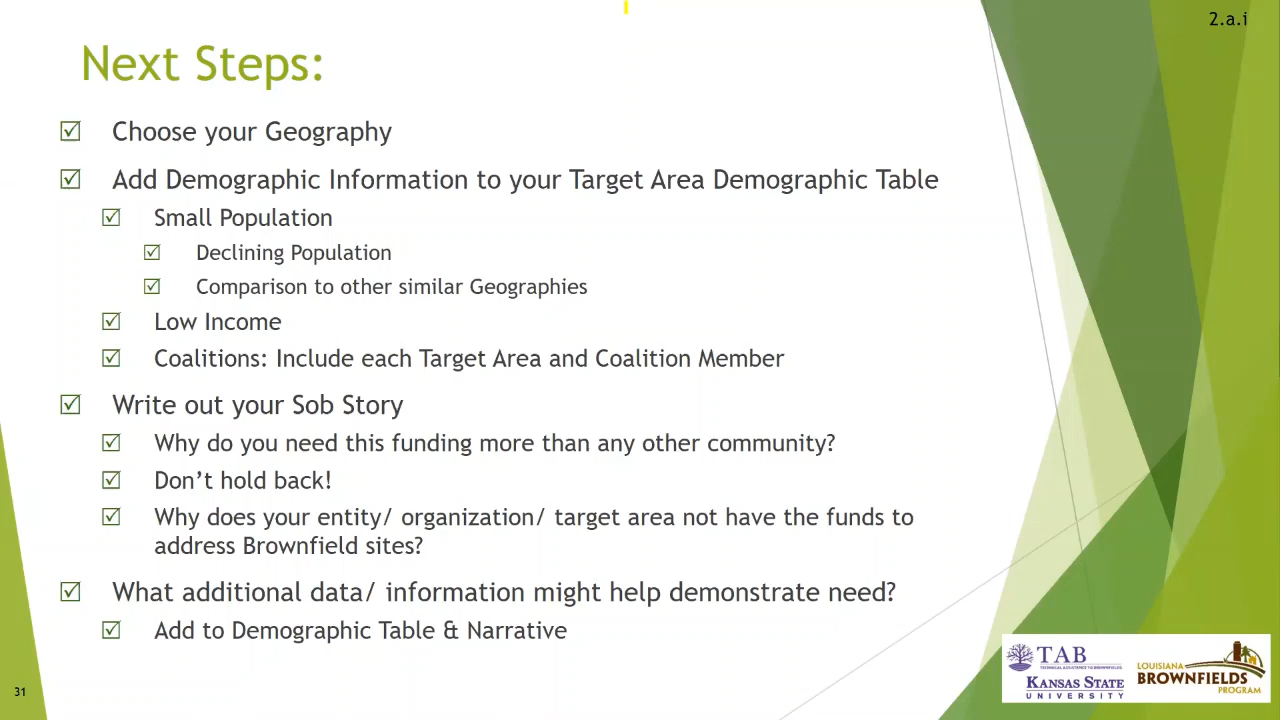 2.a.i
Next Steps:
Choose your Geography
Add Demographic Information to your Target Area Demographic Table
Small Population
Declining Population
Comparison to other similar Geographies
Low Income
Coalitions: Include each Target Area and Coalition Member
Write out your Sob Story
Why do you need this funding more than any other community?
Don’t hold back!
Why does your entity/ organization/ target area not have the funds to
address Brownfield sites?
What additional data/ information might help demonstrate need?
Add to Demographic Table & Narrative
31
TAB
TECHNICAL ASSISTANCE TO BROWNFIELDS
KANSAS STATE
UNIVERSITY
LOUISIANA
BROWNFIELDS
PROGRAM